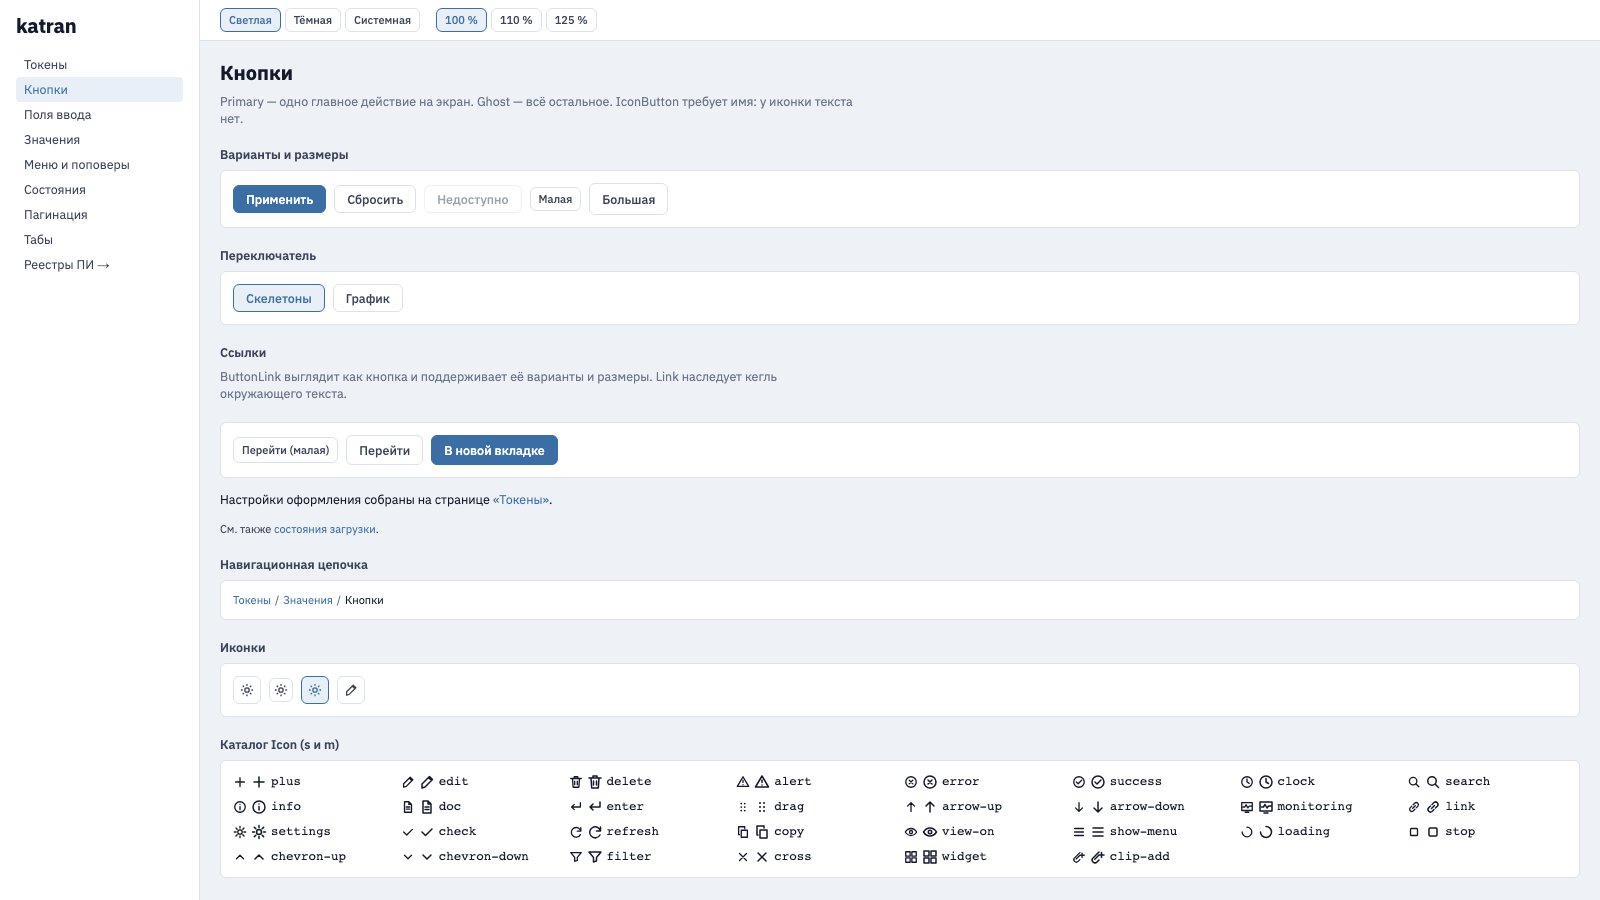 katran
Токены
Кнопки
Поля ввода
Значения
Меню и поповеры
Состояния
Пагинация
Табы
Реестры ПИ →
Светлая Тёмная Системная 100 % 110 % 125 %
Кнопки
Primary — одно главное действие на экран. Ghost — всё остальное. IconButton требует имя: у иконки текста
нет.
Варианты и размеры
Применить Сбросить Недоступно Малая Большая
Переключатель
Скелетоны График
Ссылки
ButtonLink выглядит как кнопка и поддерживает её варианты и размеры. Link наследует кегль
окружающего текста.
Перейти (малая) Перейти В новой вкладке
Настройки оформления собраны на странице «Токены».
См. также состояния загрузки.
Навигационная цепочка
Токены / Значения / Кнопки
Иконки
Каталог Icon (s и m)
plus edit delete alert error success clock search
info doc enter drag arrow-up arrow-down monitoring link
settings check refresh copy view-on show-menu loading stop
chevron-up chevron-down filter cross widget clip-add